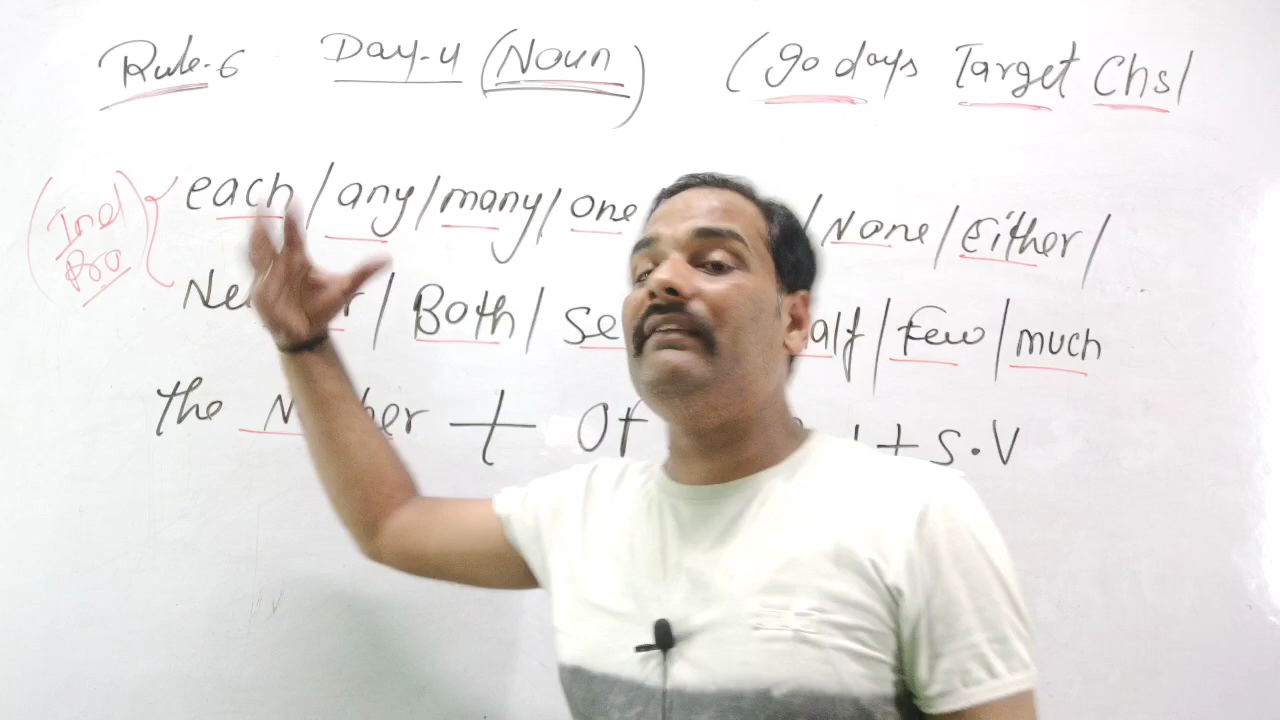 Rule-6 Day-4 (Noun) (90 days Target Chsl
(Ind Pro) { each / any / many / one / None / Either /
Both / Few / much
the + Of + S.V